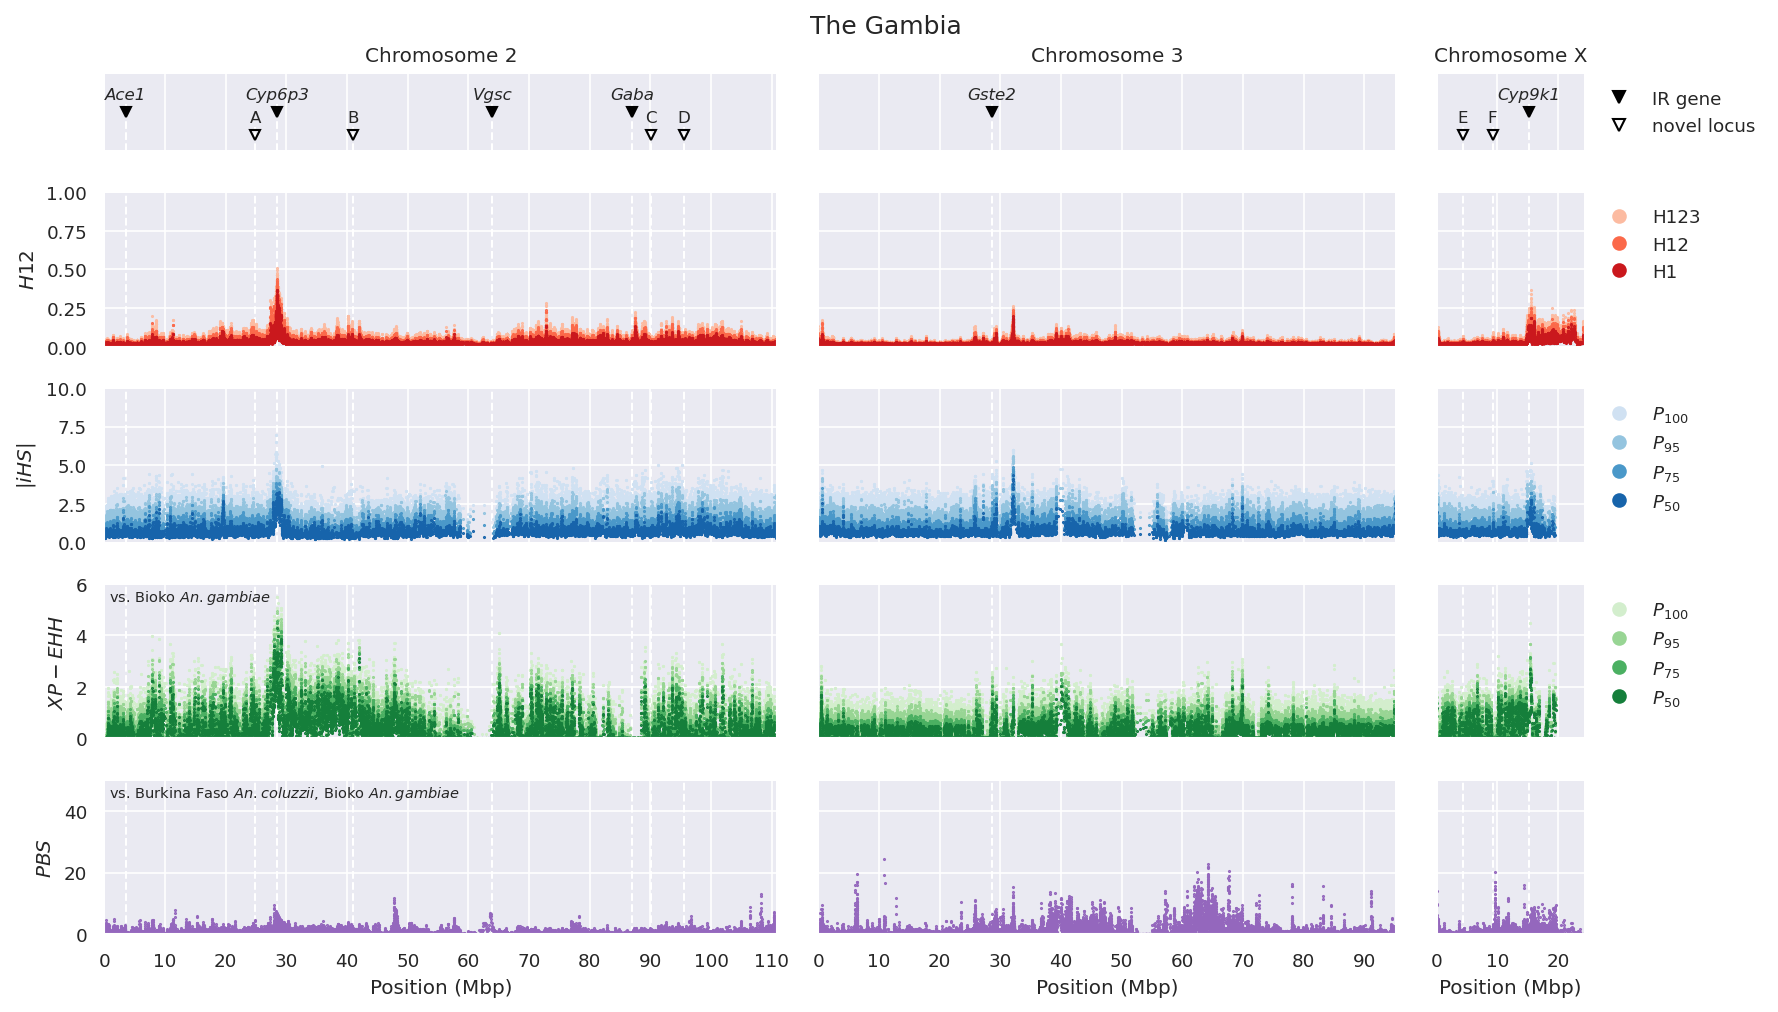 The Gambia
Chromosome 2 Chromosome 3 Chromosome X
Ace1 Cyp6p3 Vgsc Gaba Gste2 Cyp9k1
A B C D E F
IR gene
novel locus
1.00
0.75
0.50
0.25
0.00
H12
H123
H12
H1
10.0
7.5
5.0
2.5
0.0
|iHS|
P100
P95
P75
P50
vs. Bioko An. gambiae
6
4
2
0
XP − EHH
P100
P95
P75
P50
vs. Burkina Faso An. coluzzii, Bioko An. gambiae
40
20
0
PBS
0 10 20 30 40 50 60 70 80 90 100 110 0 10 20 30 40 50 60 70 80 90 0 10 20
Position (Mbp) Position (Mbp) Position (Mbp)